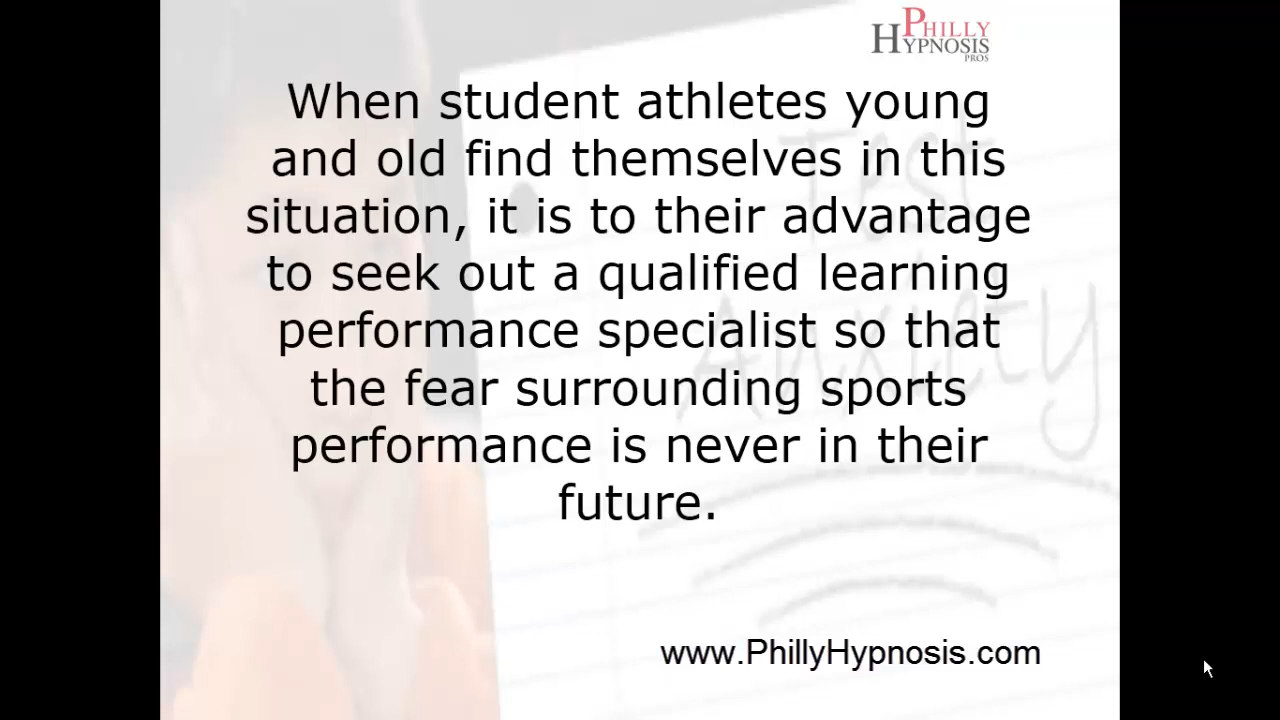 PHILLY
HYPNOSIS
PROS
When student athletes young
and old find themselves in this
situation, it is to their advantage
to seek out a qualified learning
performance specialist so that
the fear surrounding sports
performance is never in their
future.
Test
Anxiety
www.PhillyHypnosis.com